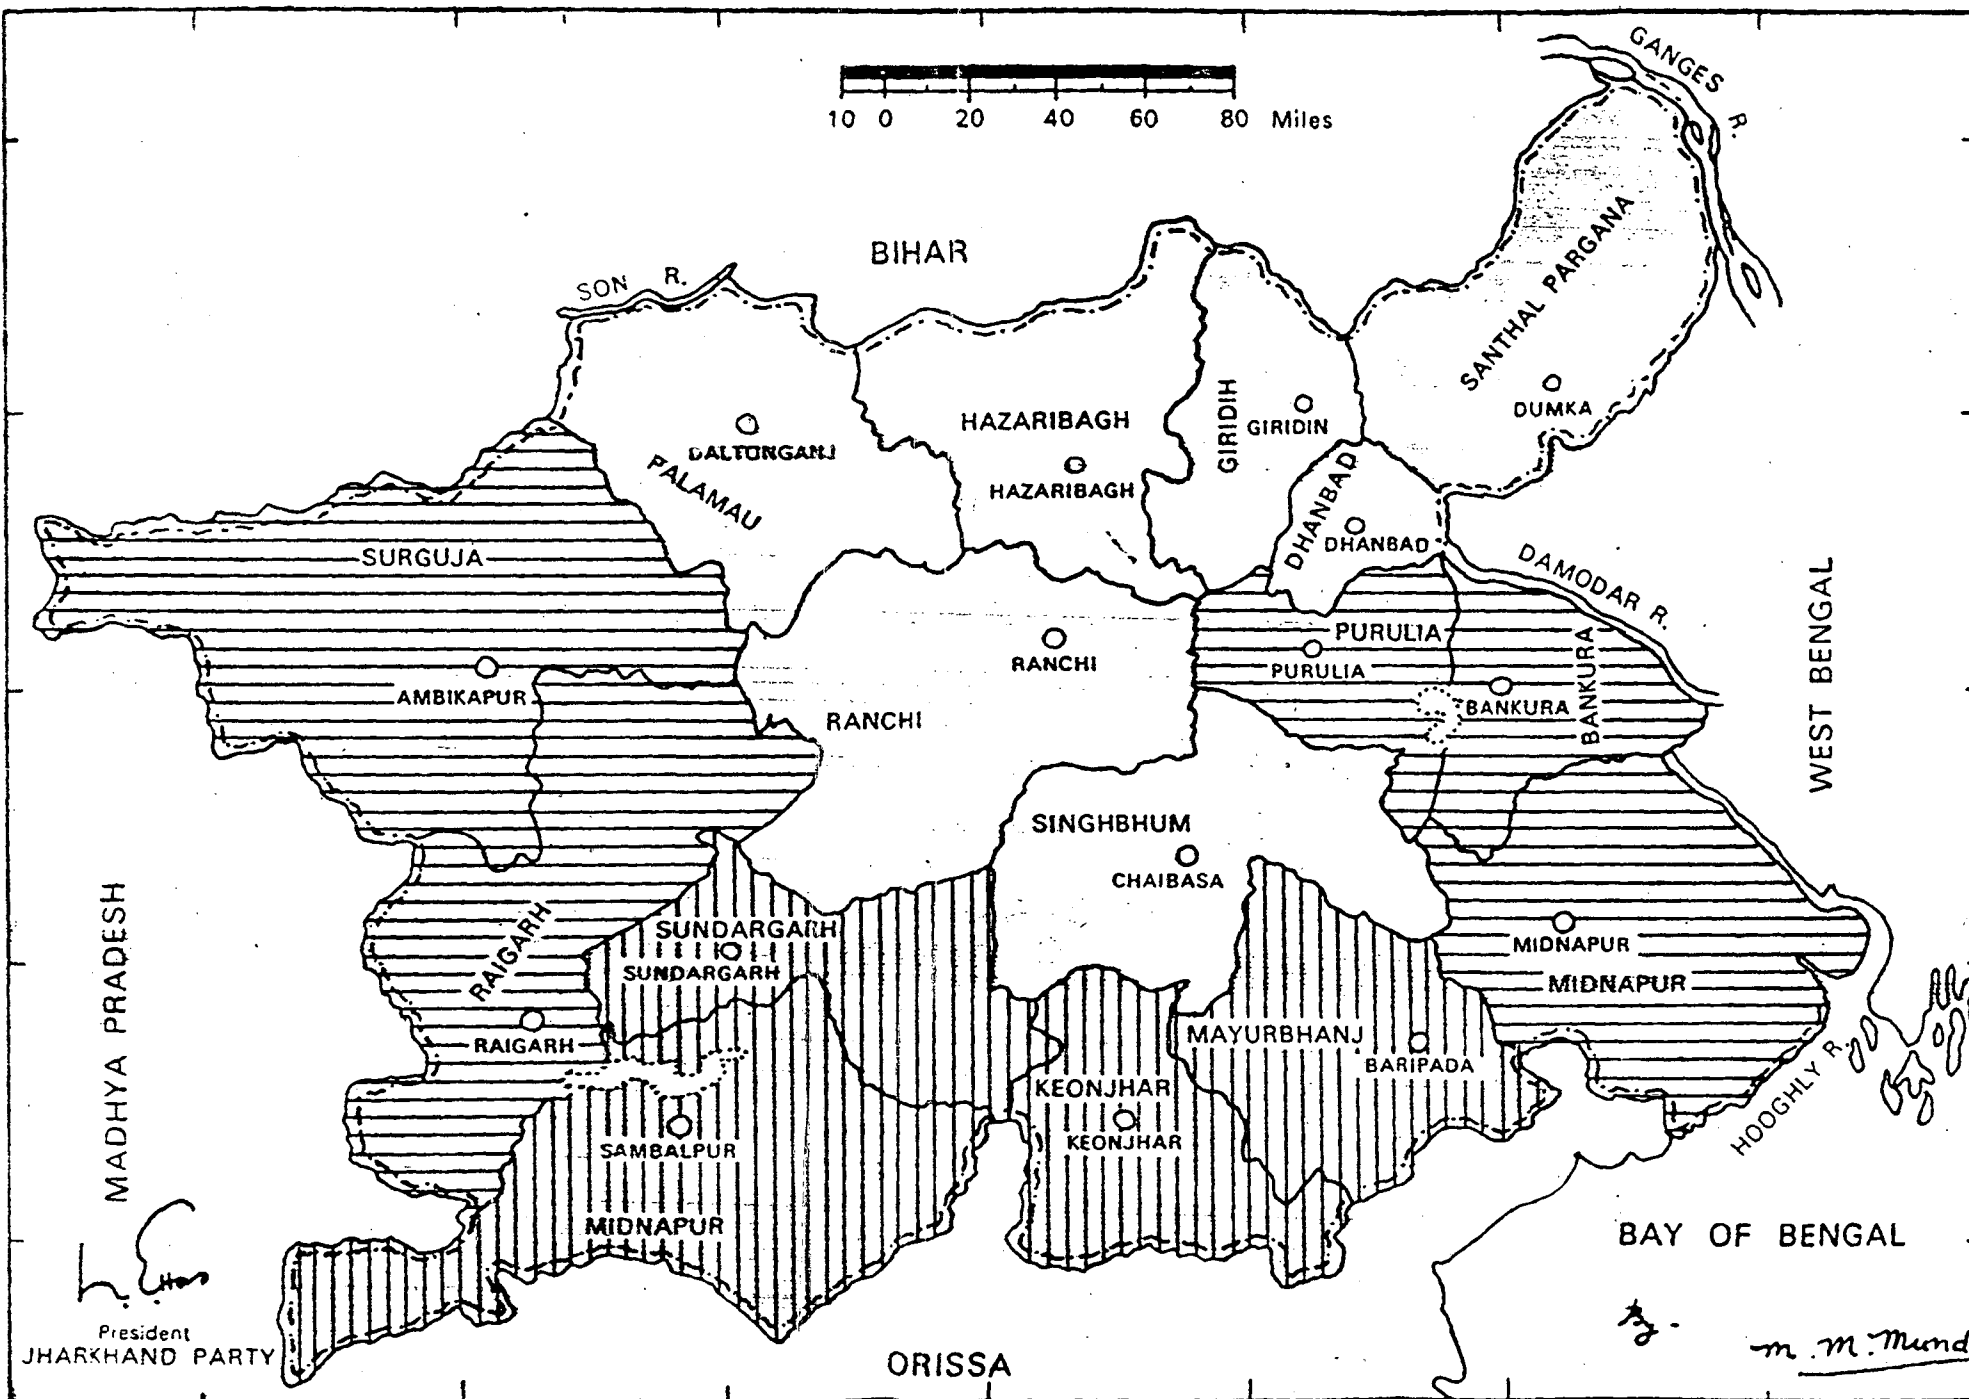 GANGES R.
10 0 20 40 60 80 Miles
BIHAR
SON R.
SANTHAL PARGANA
DUMKA
HAZARIBAGH
HAZARIBAGH
GIRIDIH
GIRIDIN
DALTONGANJ
PALAMAU
DHANBAD
DHANBAD
DAMODAR R.
SURGUJA
AMBIKAPUR
RANCHI
RANCHI
PURULIA
PURULIA
BANKURA
BANKURA
WEST BENGAL
SINGHBHUM
CHAIBASA
MADHYA PRADESH
RAIGARH
RAIGARH
SUNDARGARH
SUNDARGARH
MIDNAPUR
MIDNAPUR
MAYURBHANJ
BARIPADA
KEONJHAR
KEONJHAR
HOOGHLY R.
SAMBALPUR
MIDNAPUR
BAY OF BENGAL
President
JHARKHAND PARTY
ORISSA
By -
M. M. Mund